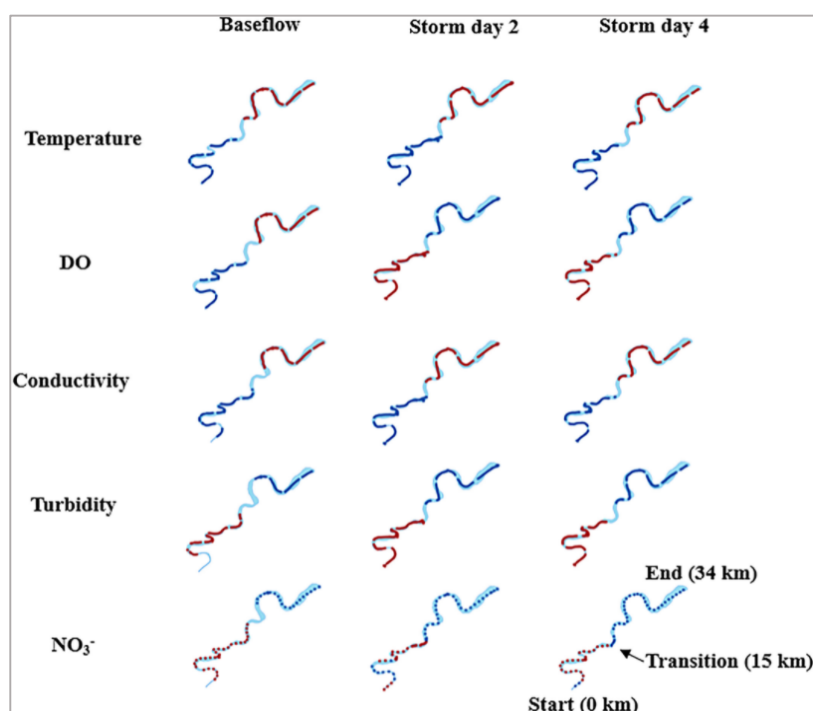 Baseflow Storm day 2 Storm day 4
Temperature
DO
Conductivity
Turbidity
End (34 km)
NO3-
Transition (15 km)
Start (0 km)